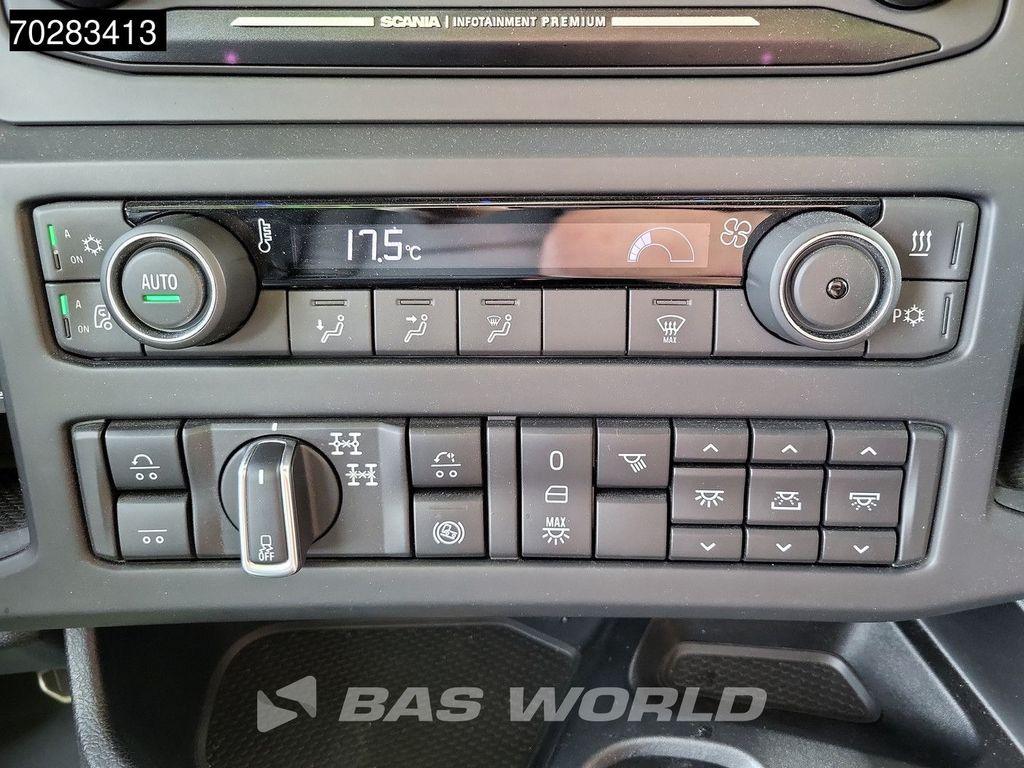 70283413
SCANIA INFOTAINMENT PREMIUM
17.5°C
A
ON
AUTO
A
ON
MAX
P
0
MAX
OFF
BAS WORLD